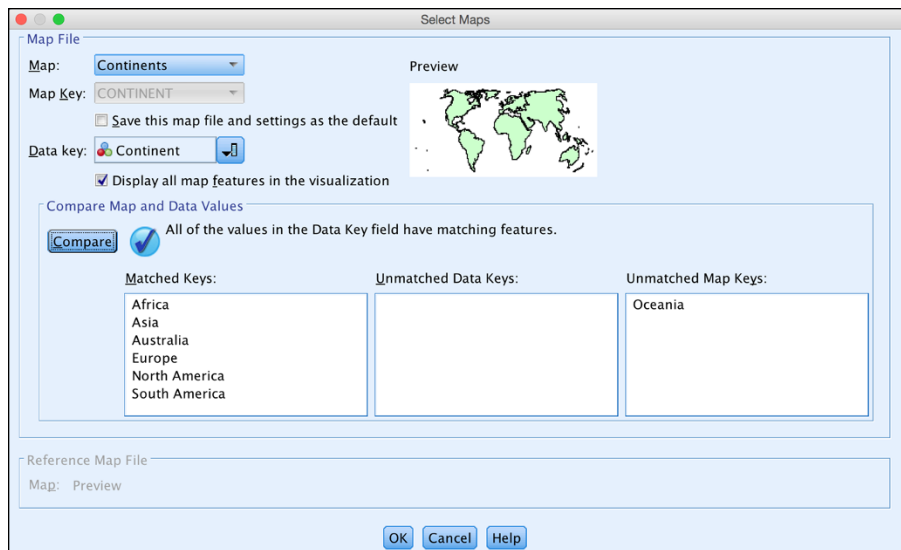 Select Maps
Map File
Map: Continents
Preview
Map Key: CONTINENT
Save this map file and settings as the default
Data key: Continent
Display all map features in the visualization
Compare Map and Data Values
Compare
All of the values in the Data Key field have matching features.
Matched Keys:
Africa
Asia
Australia
Europe
North America
South America
Unmatched Data Keys:
Unmatched Map Keys:
Oceania
Reference Map File
Map: Preview
OK Cancel Help